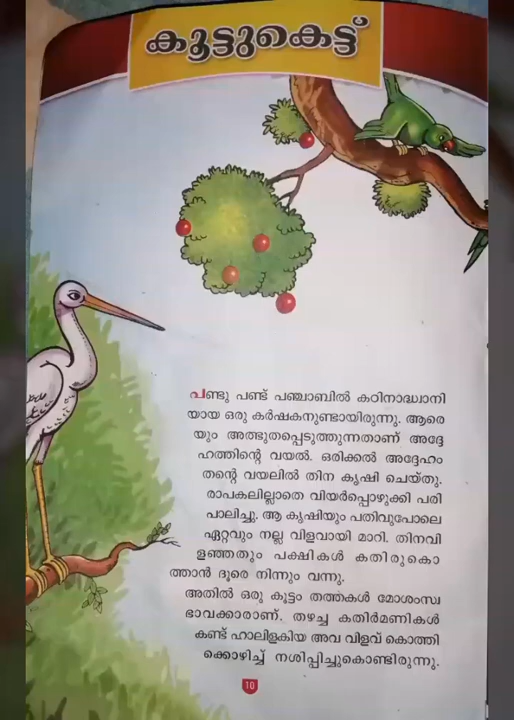 കൂട്ടുകെട്ട്
പണ്ടു പണ്ട് പഞ്ചാബിൽ കഠിനാദ്ധ്വാനി
യായ ഒരു കർഷകനുണ്ടായിരുന്നു. ആരെ
യും അത്ഭുതപ്പെടുത്തുന്നതാണ് അദ്ദേ
ഹത്തിന്റെ വയൽ. ഒരിക്കൽ അദ്ദേഹം
തന്റെ വയലിൽ തിന കൃഷി ചെയ്തു.
രാപകലില്ലാതെ വിയർപ്പൊഴുക്കി പരി
പാലിച്ചു. ആ കൃഷിയും പതിവുപോലെ
ഏറ്റവും നല്ല വിളവായി മാറി. തിനവി
ളഞ്ഞതും പക്ഷികൾ കതിരുകൊ
ത്താൻ ദൂരെ നിന്നും വന്നു.
അതിൽ ഒരു കൂട്ടം തത്തകൾ മോശംസ്വ
ഭാവക്കാരാണ്. തഴച്ച കതിർമണികൾ
കണ്ട് ഹാലിളകിയ അവ വിളവ് കൊത്തി
ക്കൊഴിച്ച് നശിപ്പിച്ചുകൊണ്ടിരുന്നു.
10